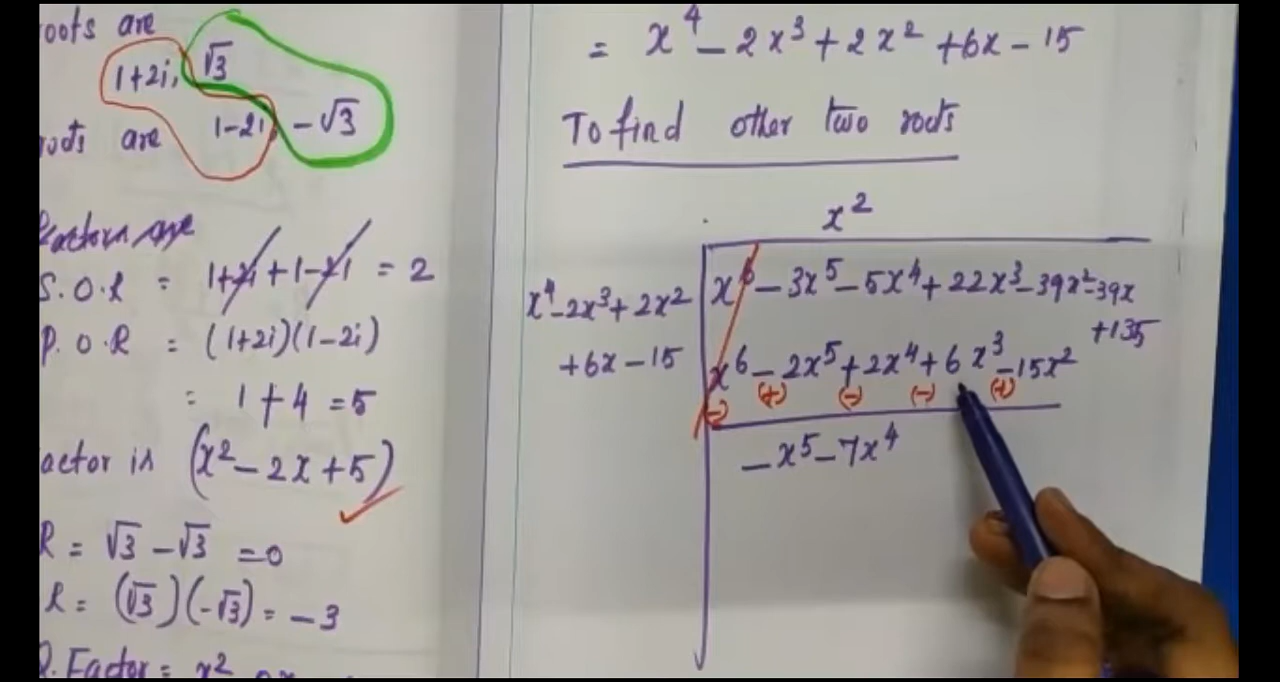 oots are
1+2i, √3
oots are 1-2i, -√3
factors are
S.O.R = 1+2i+1-2i = 2
P.O.R = (1+2i)(1-2i)
= 1+4=5
actor is (x²-2x+5)
R = √3-√3 =0
R= (√3)(-√3)= -3
Q.Factor= x²
= x⁴-2x³+2x²+6x-15
To find other two roots
x²
x⁴-2x³+2x² x⁶-3x⁵-5x⁴+22x³-39x²-39x
+135
+6x-15 x⁶-2x⁵+2x⁴+6x³-15x²
(-) (+) (-) (-) (+)
-x⁵-7x⁴